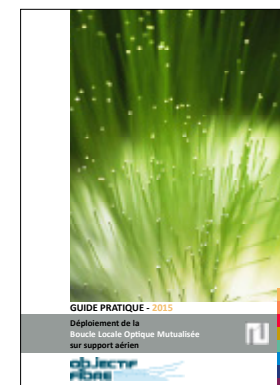 GUIDE PRATIQUE - 2015
Déploiement de la
Boucle Locale Optique Mutualisée
sur support aérien
objectif
fibre